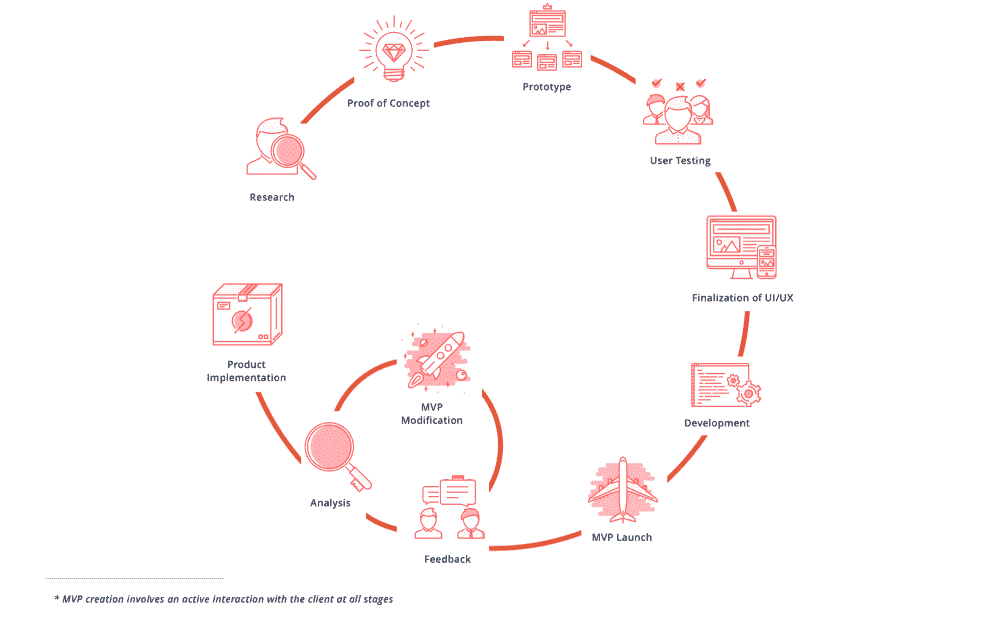 Proof of Concept
Prototype
User Testing
Research
Finalization of UI/UX
Product
Implementation
MVP
Modification
Development
Analysis
MVP Launch
Feedback
* MVP creation involves an active interaction with the client at all stages